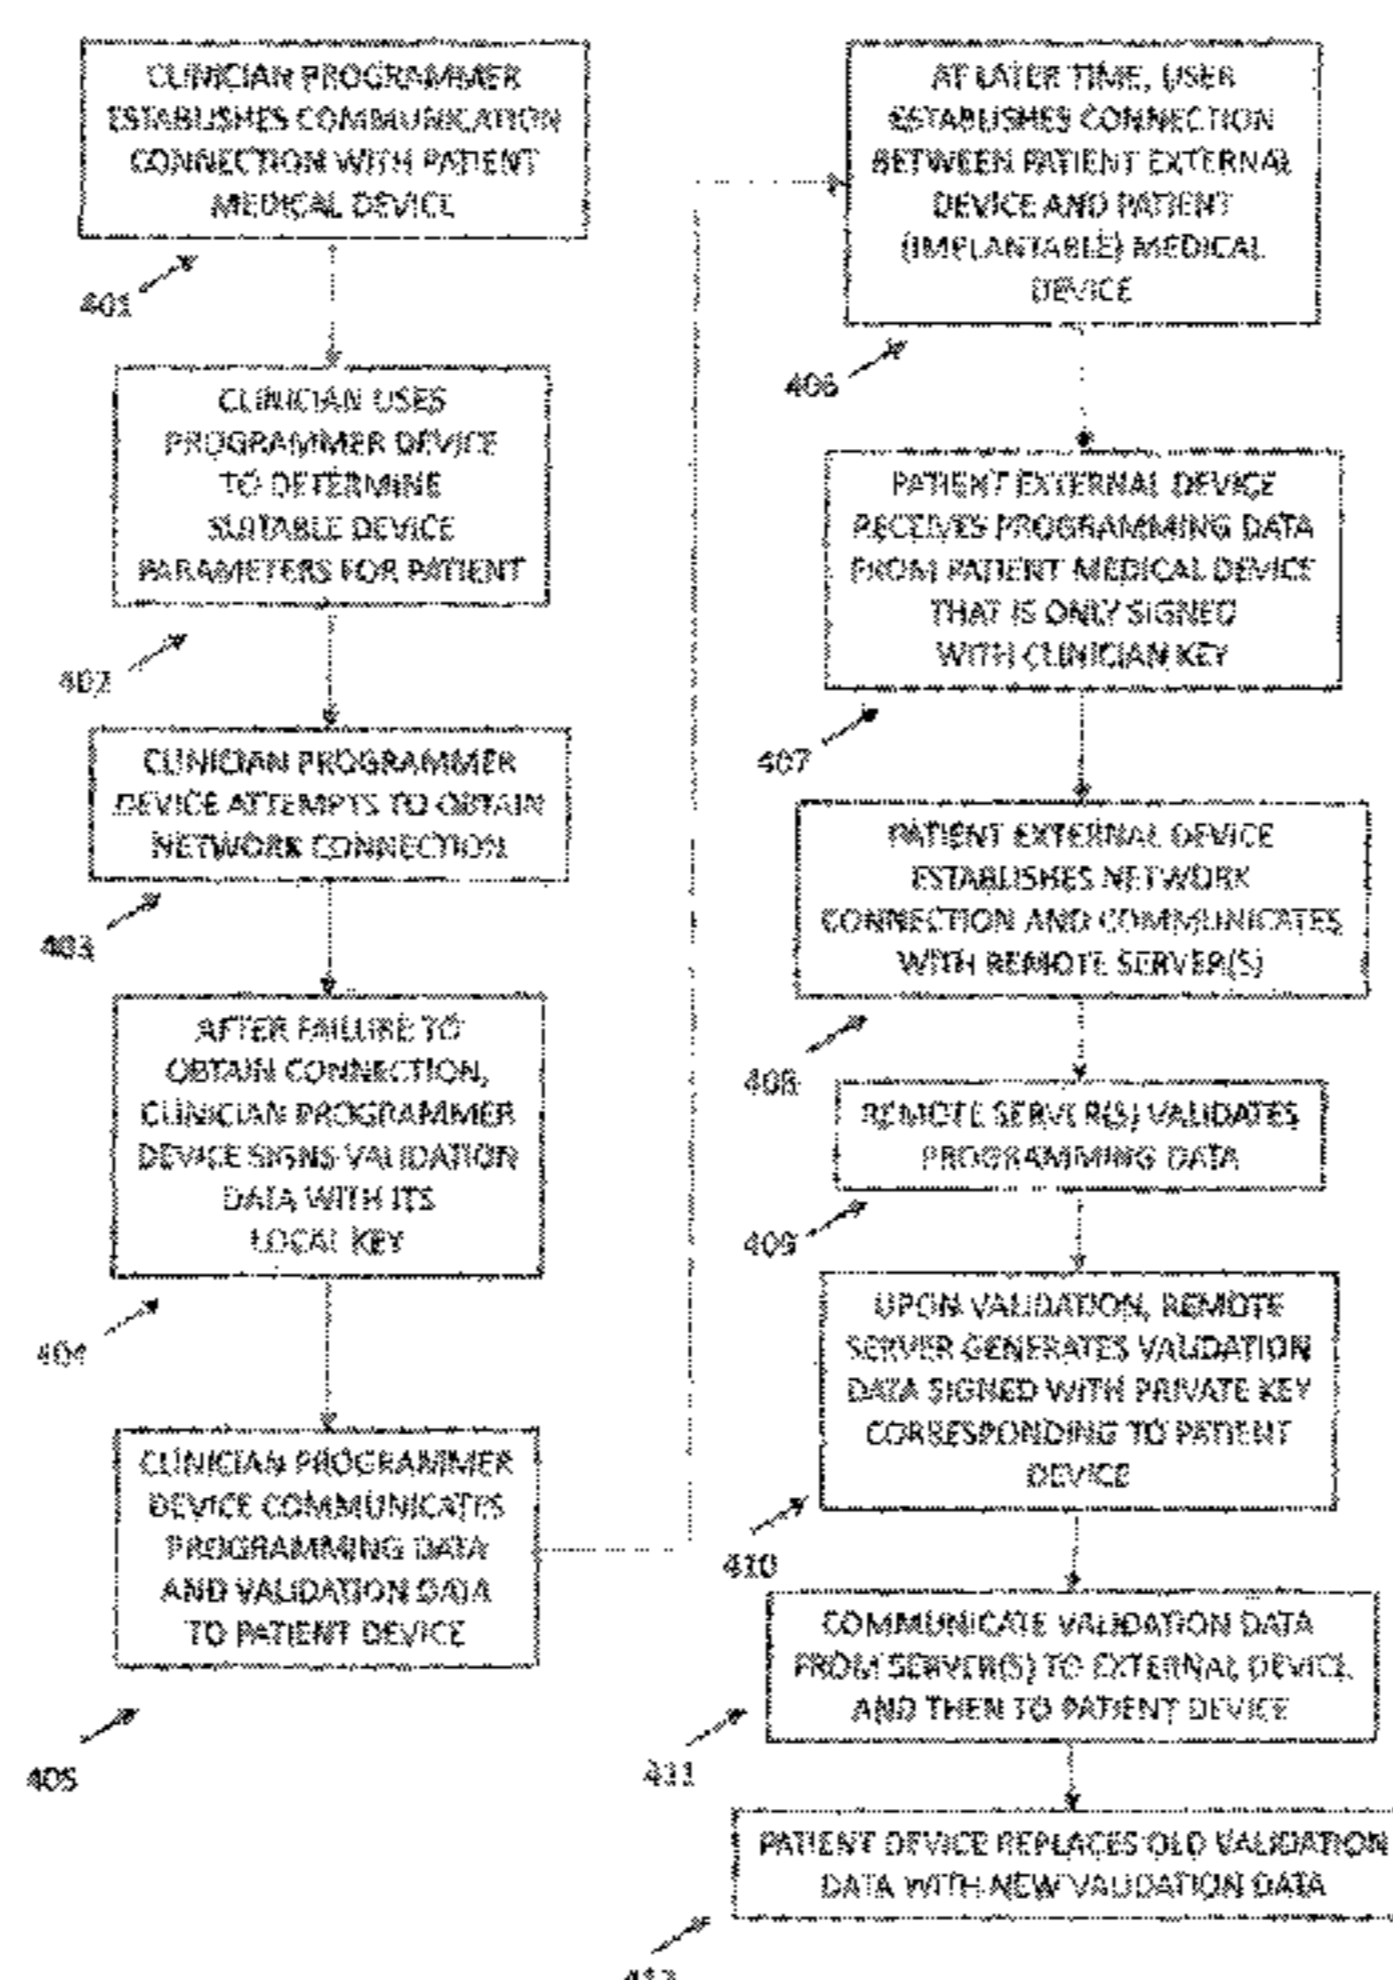 CLINICIAN PROGRAMMER
ESTABLISHES COMMUNICATION
CONNECTION WITH PATIENT
MEDICAL DEVICE
401
CLINICIAN USES
PROGRAMMER DEVICE
TO DETERMINE
SUITABLE DEVICE
PARAMETERS FOR PATIENT
402
CLINICIAN PROGRAMMER
DEVICE ATTEMPTS TO OBTAIN
NETWORK CONNECTION
403
AFTER FAILURE TO
OBTAIN CONNECTION,
CLINICIAN PROGRAMMER
DEVICE SIGNS VALIDATION
DATA WITH ITS
LOCAL KEY
404
CLINICIAN PROGRAMMER
DEVICE COMMUNICATES
PROGRAMMING DATA
AND VALIDATION DATA
TO PATIENT DEVICE
405
AT LATER TIME, USER
ESTABLISHES CONNECTION
BETWEEN PATIENT EXTERNAL
DEVICE AND PATIENT
(IMPLANTABLE) MEDICAL
DEVICE
406
PATIENT EXTERNAL DEVICE
RECEIVES PROGRAMMING DATA
FROM PATIENT MEDICAL DEVICE
THAT IS ONLY SIGNED
WITH CLINICIAN KEY
407
PATIENT EXTERNAL DEVICE
ESTABLISHES NETWORK
CONNECTION AND COMMUNICATES
WITH REMOTE SERVER(S)
408
REMOTE SERVER(S) VALIDATES
PROGRAMMING DATA
409
UPON VALIDATION, REMOTE
SERVER GENERATES VALIDATION
DATA SIGNED WITH PRIVATE KEY
CORRESPONDING TO PATIENT
DEVICE
410
COMMUNICATE VALIDATION DATA
FROM SERVER(S) TO EXTERNAL DEVICE
AND THEN TO PATIENT DEVICE
411
PATIENT DEVICE REPLACES OLD VALIDATION
DATA WITH NEW VALIDATION DATA
412